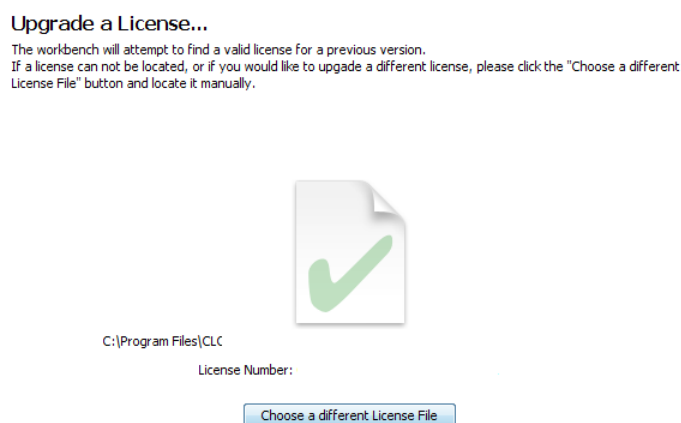 Upgrade a License...
The workbench will attempt to find a valid license for a previous version.
If a license can not be located, or if you would like to upgade a different license, please click the "Choose a different
License File" button and locate it manually.
C:\Program Files\CLC
License Number:
Choose a different License File